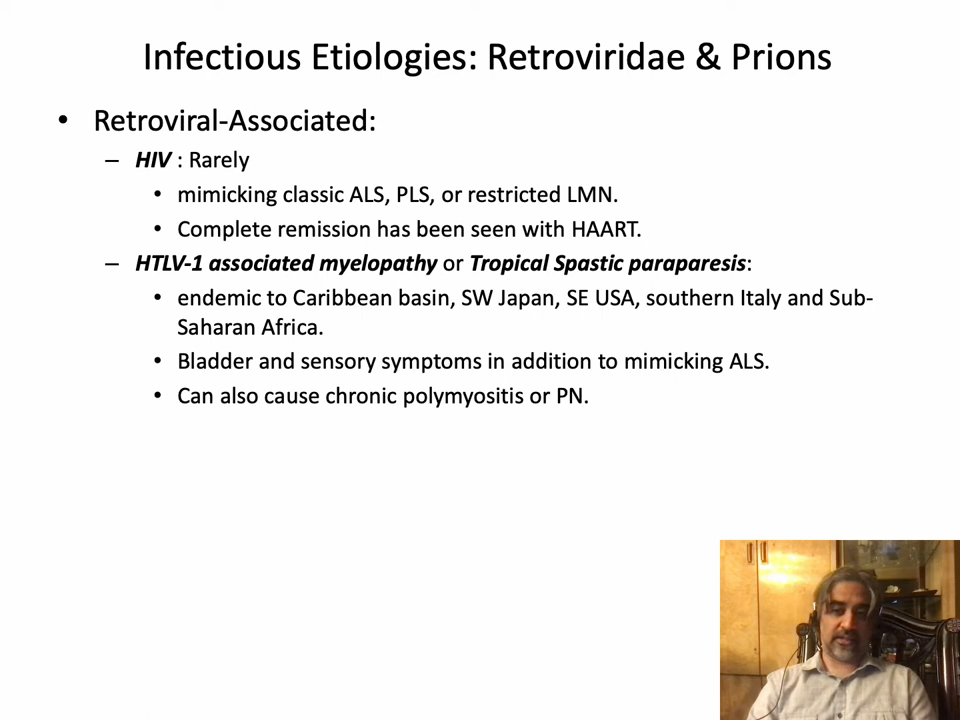 Infectious Etiologies: Retroviridae & Prions
• Retroviral-Associated:
– HIV : Rarely
• mimicking classic ALS, PLS, or restricted LMN.
• Complete remission has been seen with HAART.
– HTLV-1 associated myelopathy or Tropical Spastic paraparesis:
• endemic to Caribbean basin, SW Japan, SE USA, southern Italy and Sub-
Saharan Africa.
• Bladder and sensory symptoms in addition to mimicking ALS.
• Can also cause chronic polymyositis or PN.